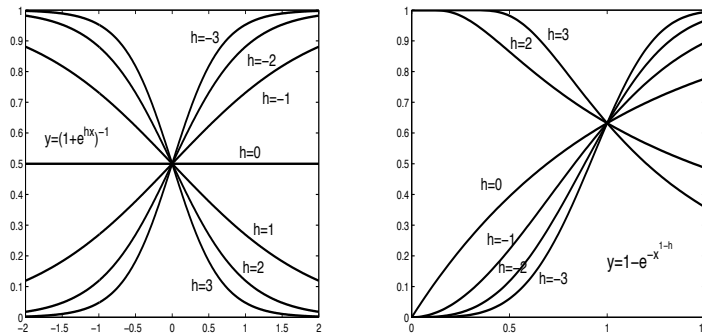 1
0.9
0.8
0.7
0.6
0.5
0.4
0.3
0.2
0.1
0
−2 −1.5 −1 −0.5 0 0.5 1 1.5 2
h=−3
h=−2
h=−1
y=(1+e^{hx})^{−1}
h=0
h=1
h=2
h=3
1
0.9
0.8
0.7
0.6
0.5
0.4
0.3
0.2
0.1
0
0 0.5 1
h=3
h=2
h=0
h=−1
h=−2
h=−3
y=1−e^{−x^{1−h}}